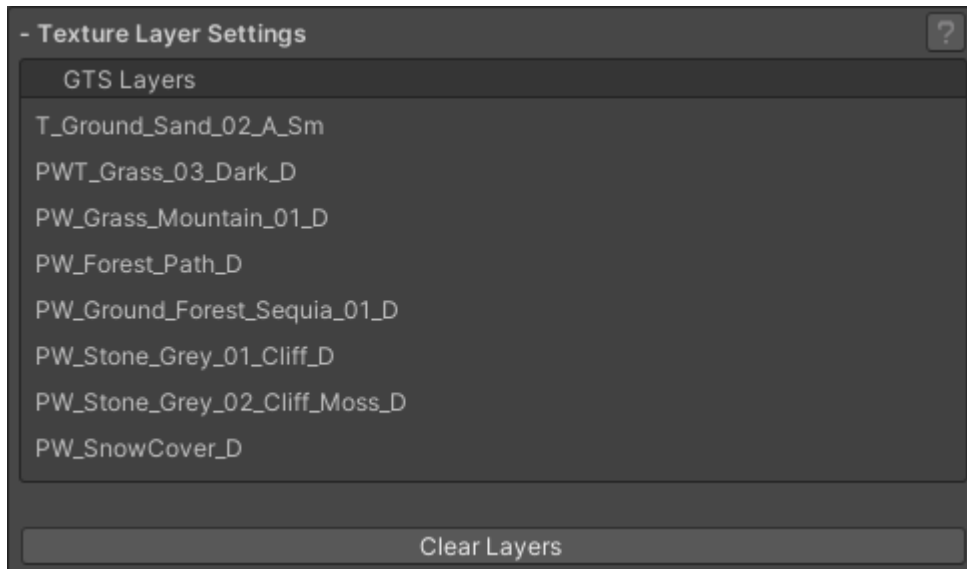 - Texture Layer Settings ?
GTS Layers
T_Ground_Sand_02_A_Sm
PWT_Grass_03_Dark_D
PW_Grass_Mountain_01_D
PW_Forest_Path_D
PW_Ground_Forest_Sequia_01_D
PW_Stone_Grey_01_Cliff_D
PW_Stone_Grey_02_Cliff_Moss_D
PW_SnowCover_D
Clear Layers